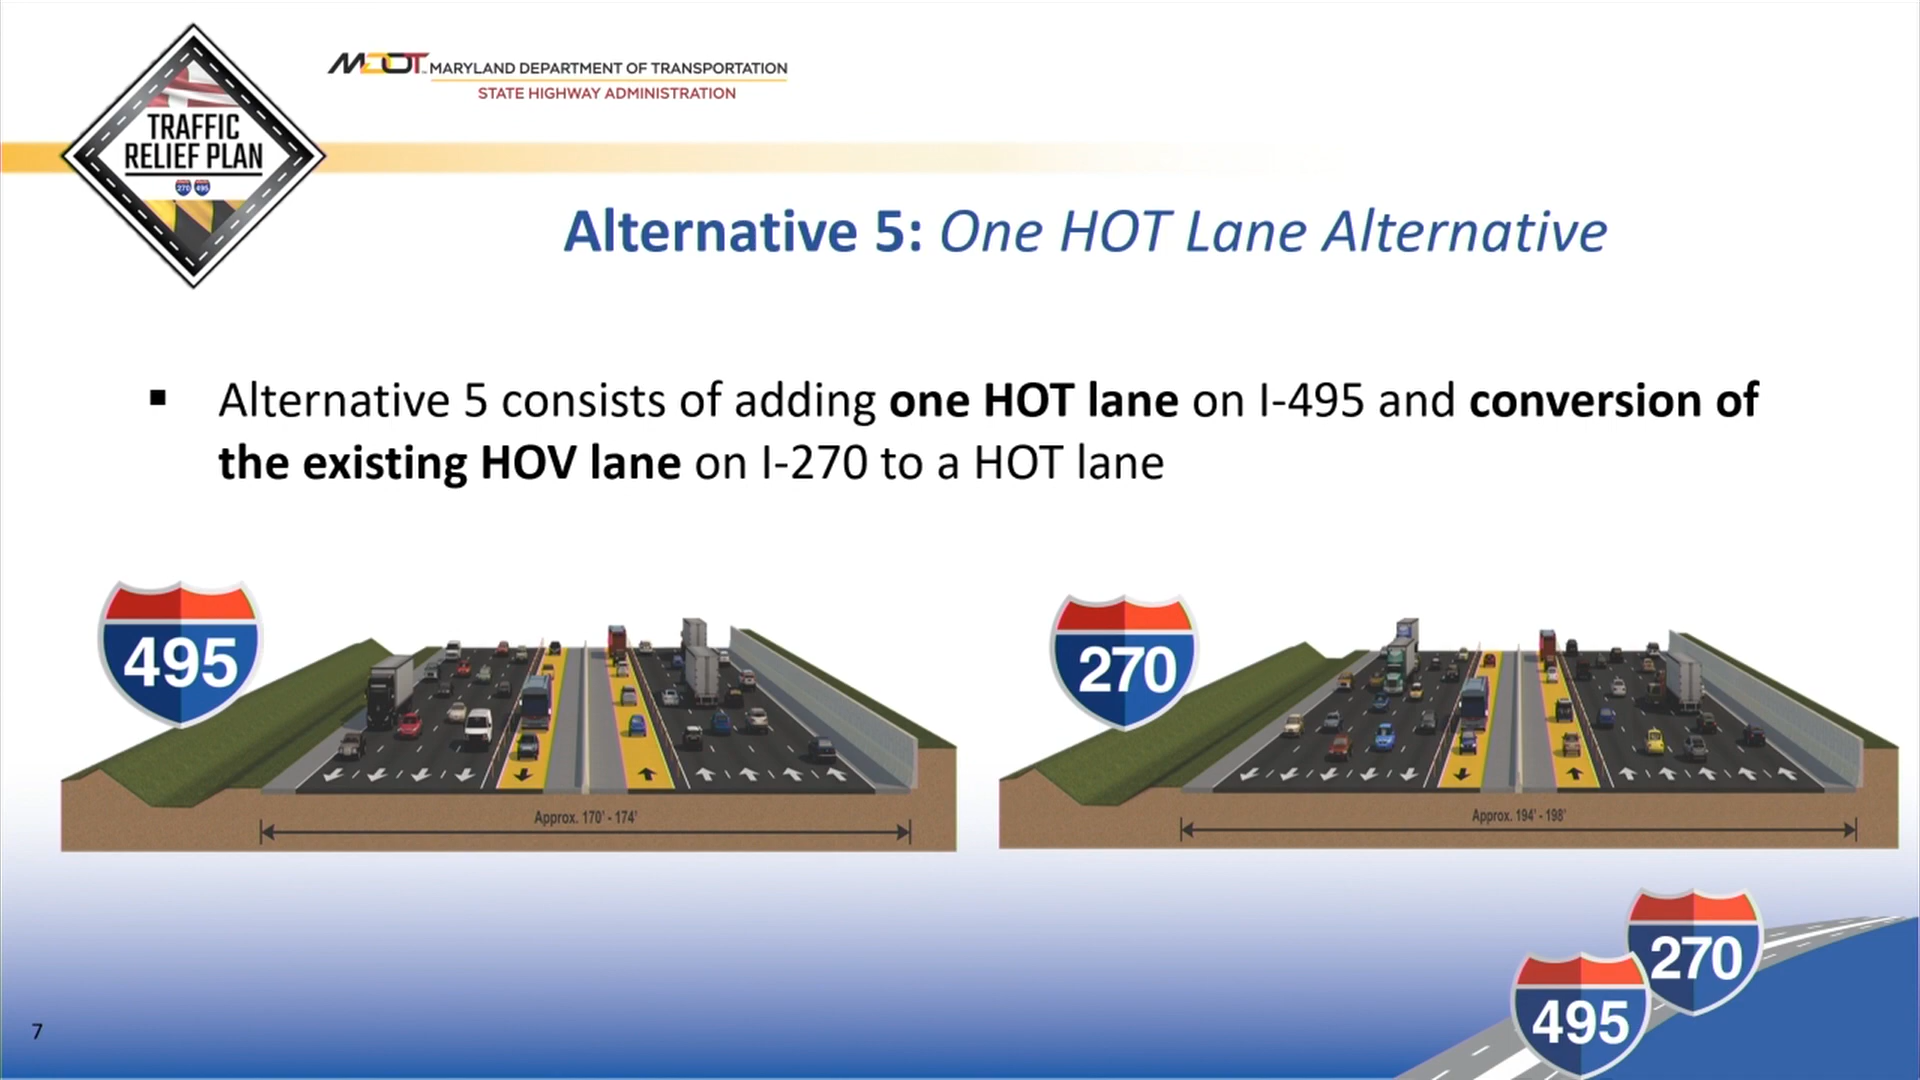 MDOT MARYLAND DEPARTMENT OF TRANSPORTATION
STATE HIGHWAY ADMINISTRATION
TRAFFIC
RELIEF PLAN
270 495
Alternative 5: One HOT Lane Alternative
▪ Alternative 5 consists of adding one HOT lane on I-495 and conversion of
the existing HOV lane on I-270 to a HOT lane
495
270
Approx. 170' - 174'
Approx. 194' - 198'
270
495
7